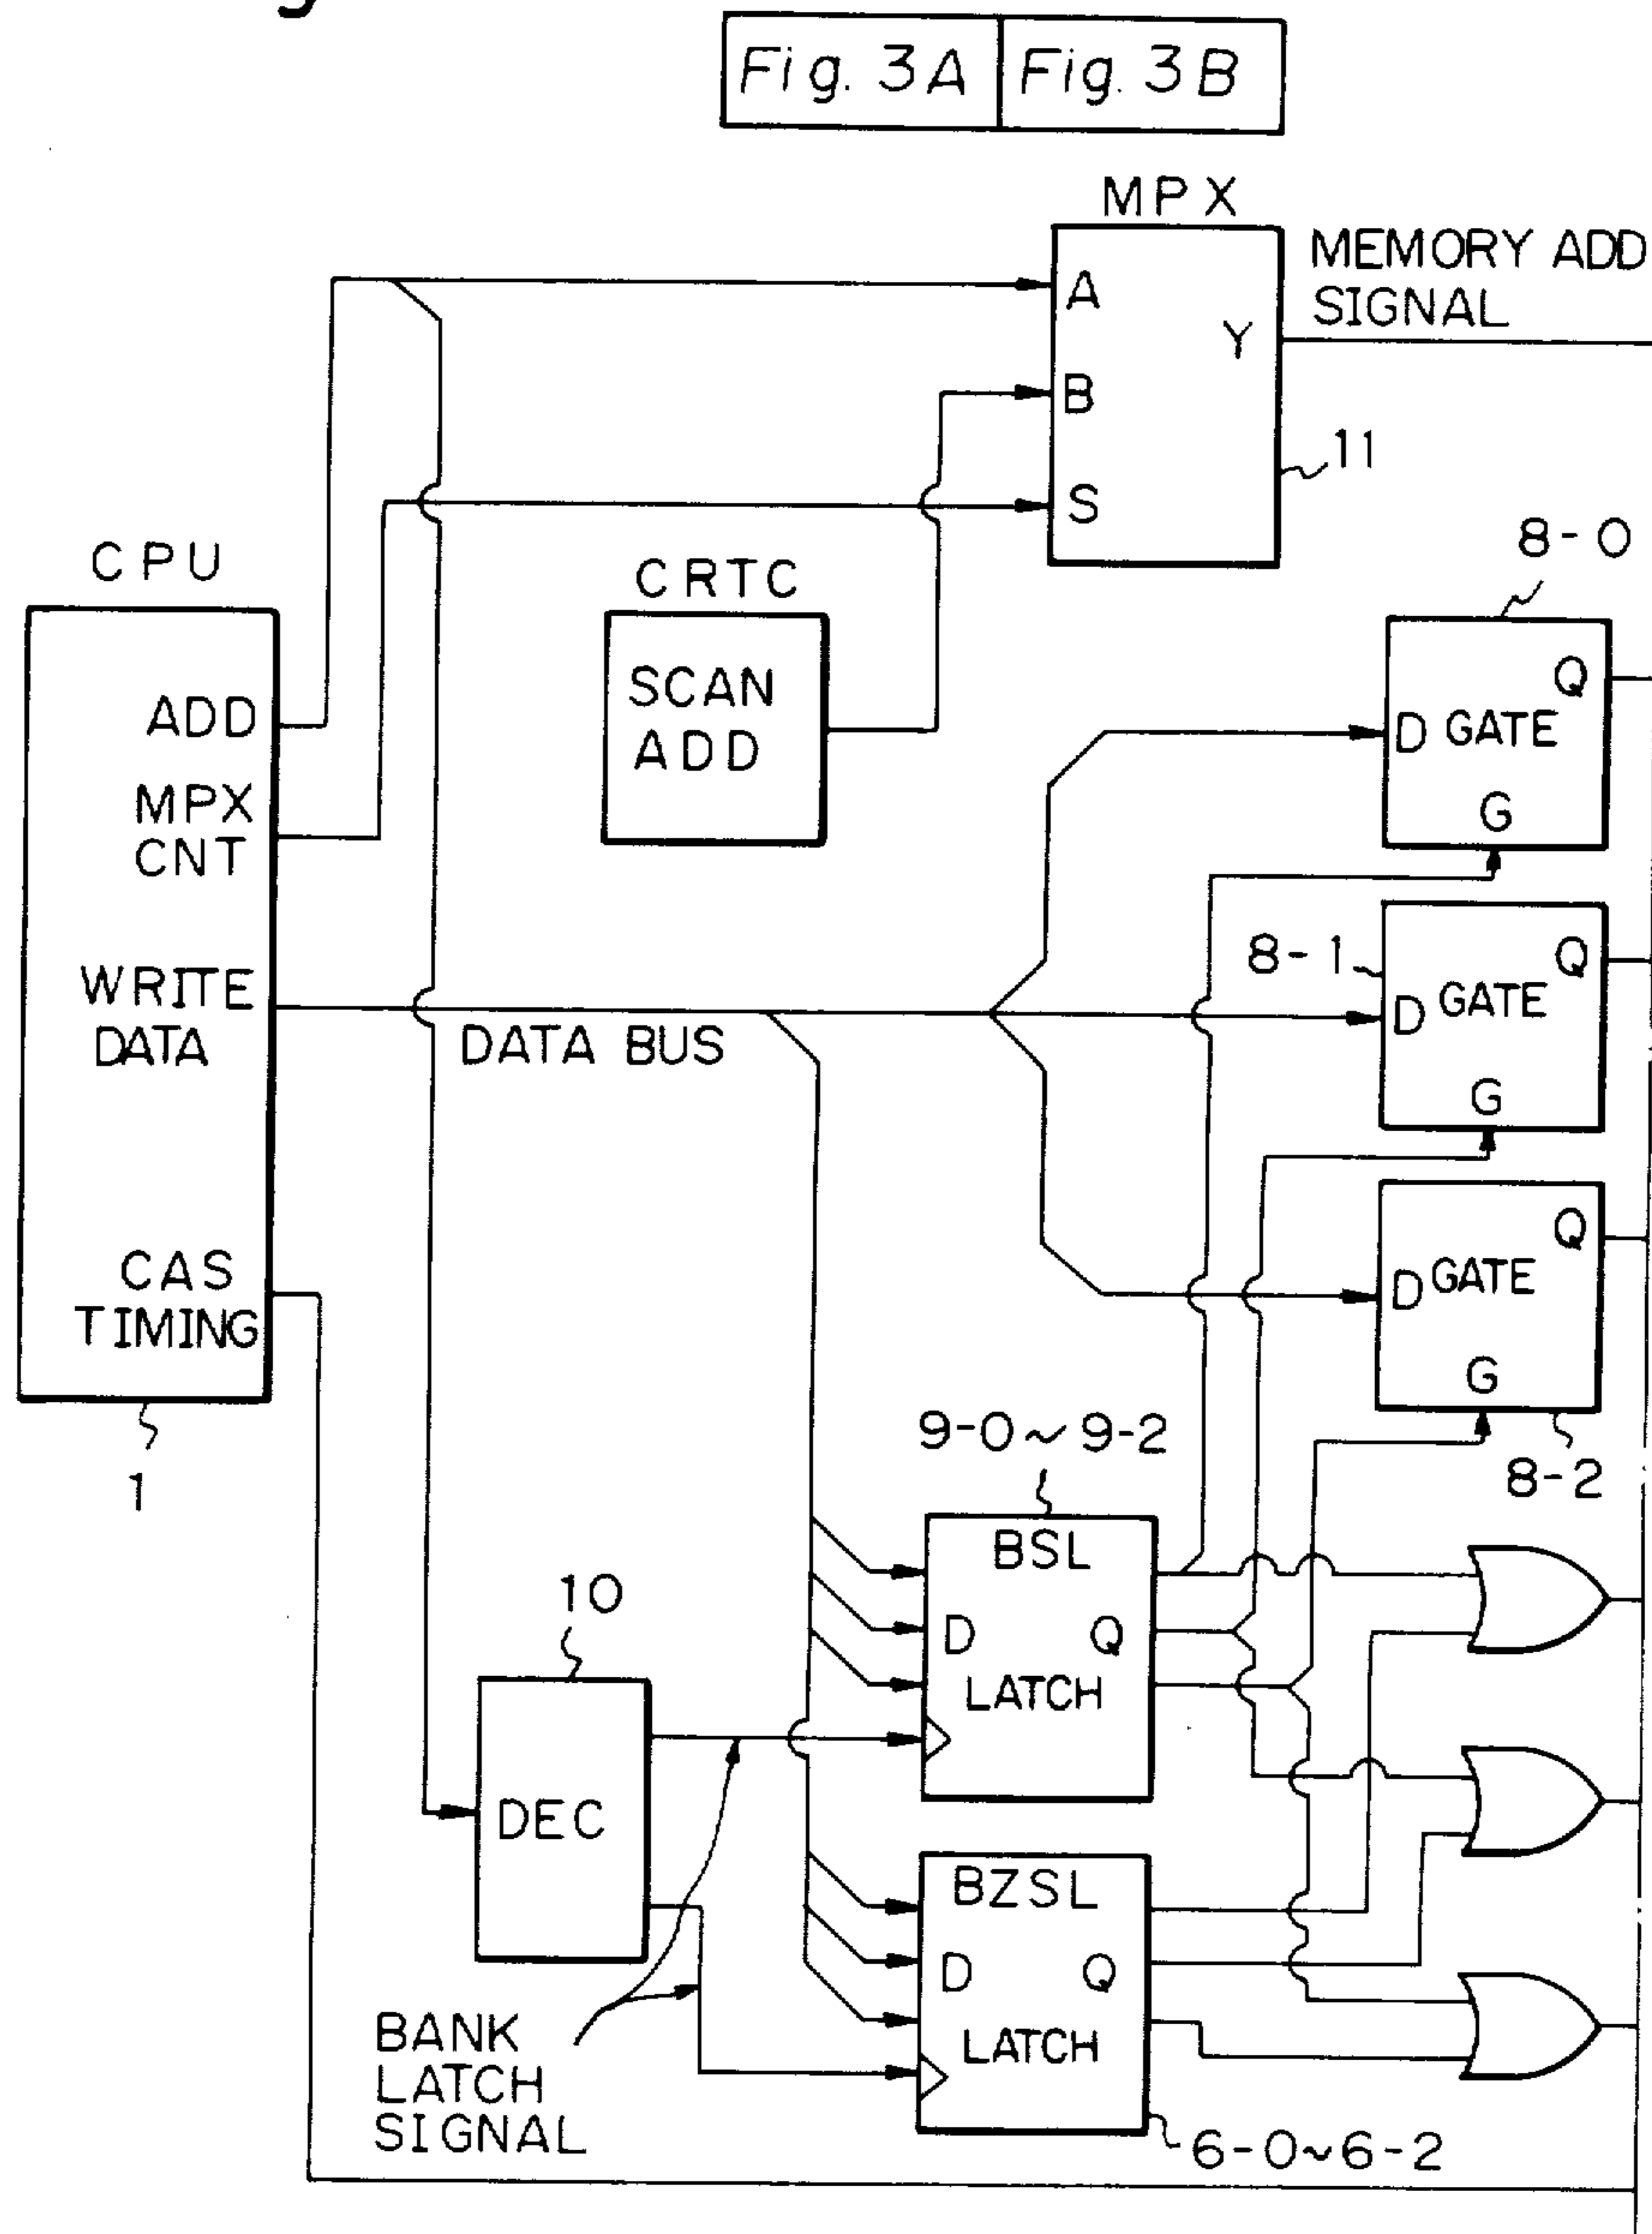 Fig. 3A
Fig. 3B
MPX
MEMORY ADD
SIGNAL
A
Y
B
S
11
8-0
CPU
CRTC
SCAN
ADD
ADD
MPX
CNT
WRITE
DATA
DATA BUS
CAS
TIMING
1
Q
D GATE
G
8-1
Q
D GATE
G
Q
D GATE
G
8-2
9-0~9-2
BSL
D Q
LATCH
10
DEC
BZSL
D Q
LATCH
BANK
LATCH
SIGNAL
6-0~6-2